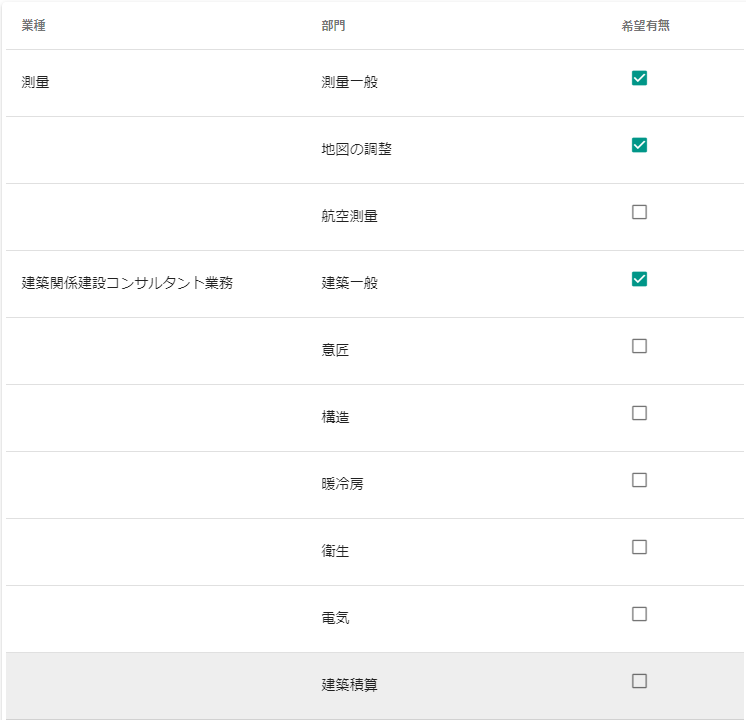 業種 部門 希望有無
測量 測量一般
地図の調整
航空測量
建築関係建設コンサルタント業務 建築一般
意匠
構造
暖冷房
衛生
電気
建築積算